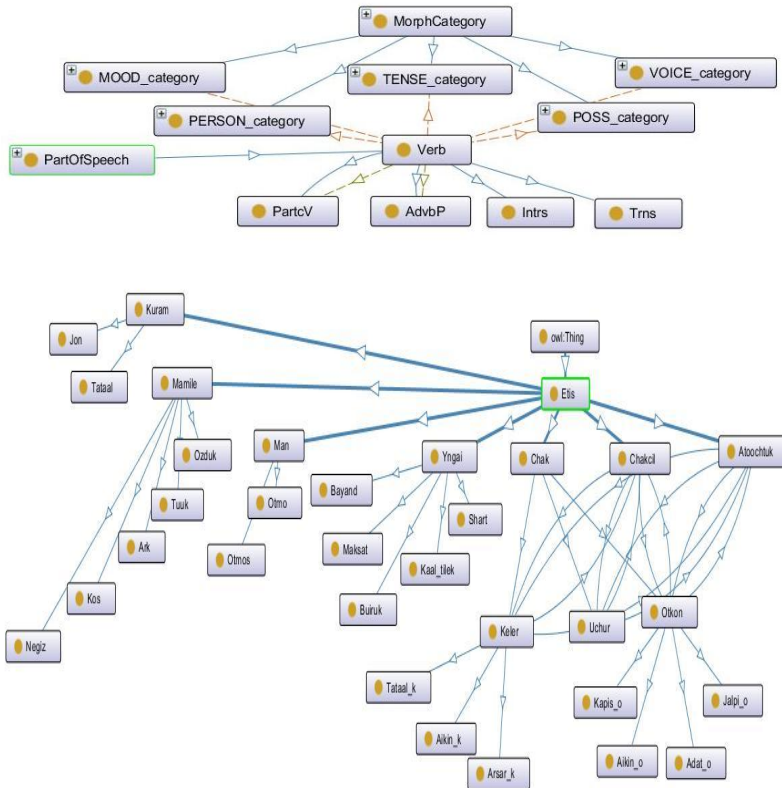 MorphCategory
MOOD_category
TENSE_category
VOICE_category
PERSON_category
POSS_category
Verb
PartOfSpeech
PartcV
AdvbP
Intrs
Trns
Kuram
Jon
owl:Thing
Tataal
Mamile
Etis
Ozduk
Man
Yngai
Chak
Chakcil
Atoochtuk
Tuuk
Otmo
Bayand
Shart
Ark
Otmos
Maksat
Kaal_tilek
Kos
Buiruk
Negiz
Keler
Uchur
Otkon
Tataal_k
Kapis_o
Jalpi_o
Aikin_k
Arsar_k
Aikin_o
Adat_o